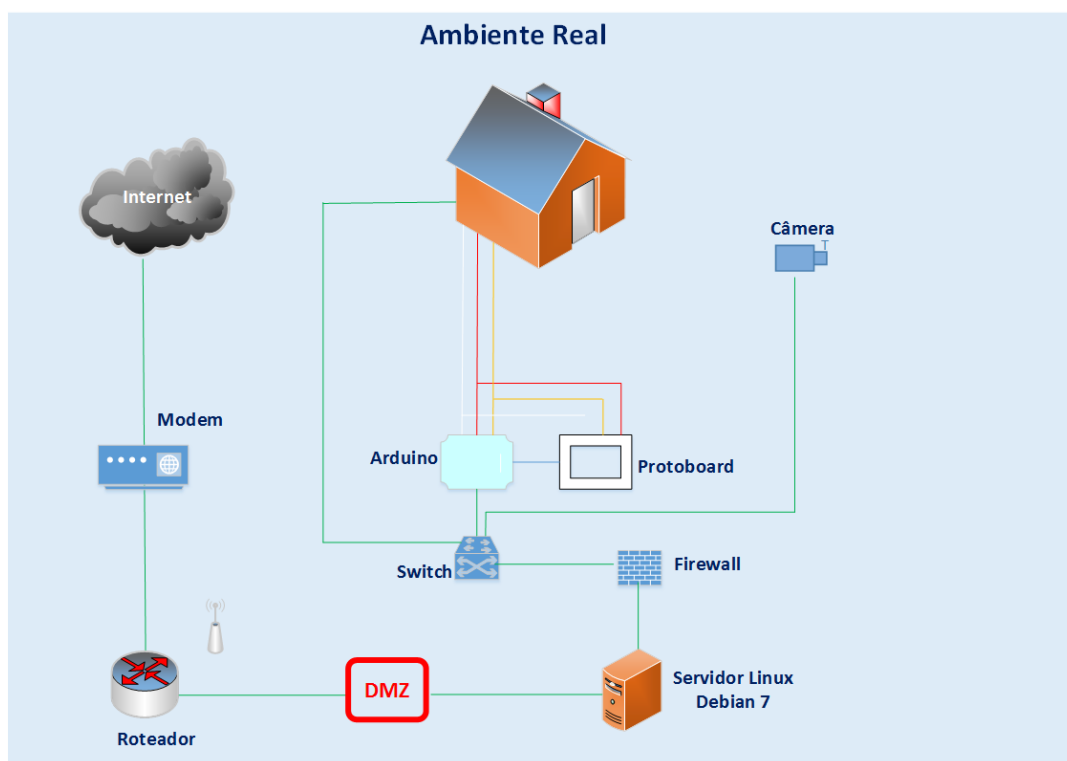 Ambiente Real
Internet
Câmera
Modem
Arduino
Protoboard
Switch
Firewall
DMZ
Servidor Linux
Debian 7
Roteador